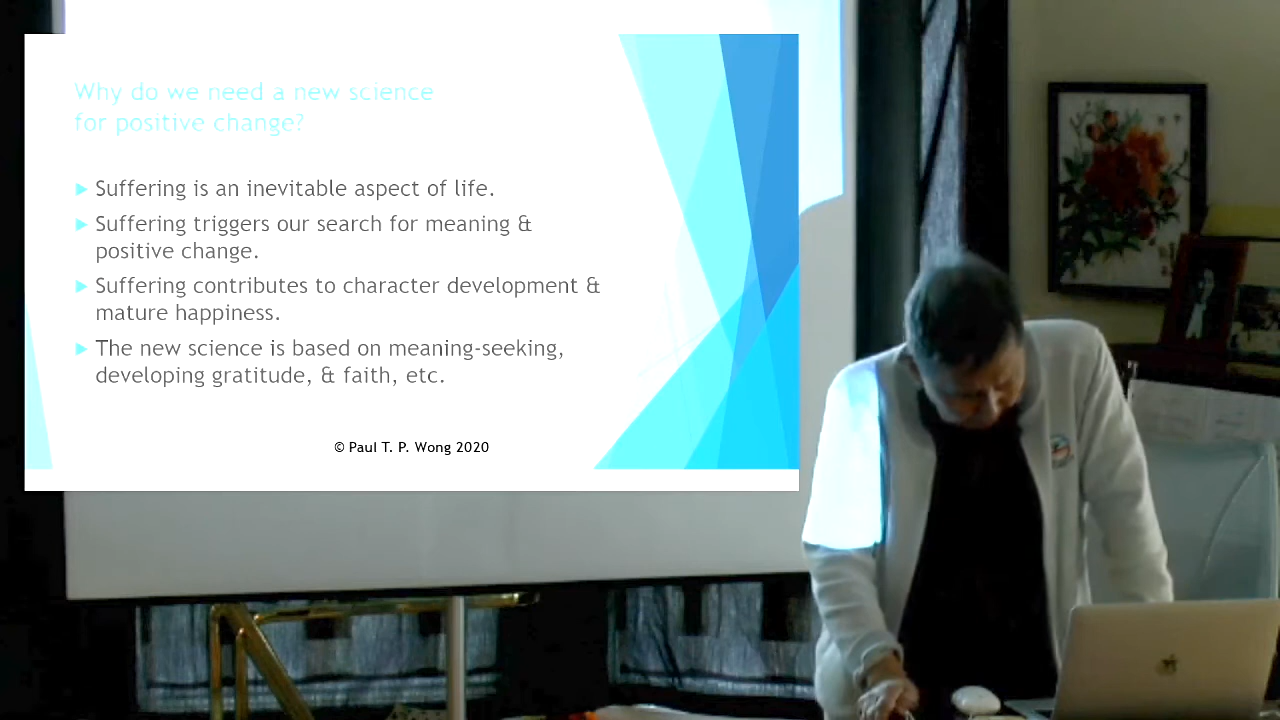 Why do we need a new science
for positive change?
Suffering is an inevitable aspect of life.
Suffering triggers our search for meaning &
positive change.
Suffering contributes to character development &
mature happiness.
The new science is based on meaning-seeking,
developing gratitude, & faith, etc.
© Paul T. P. Wong 2020